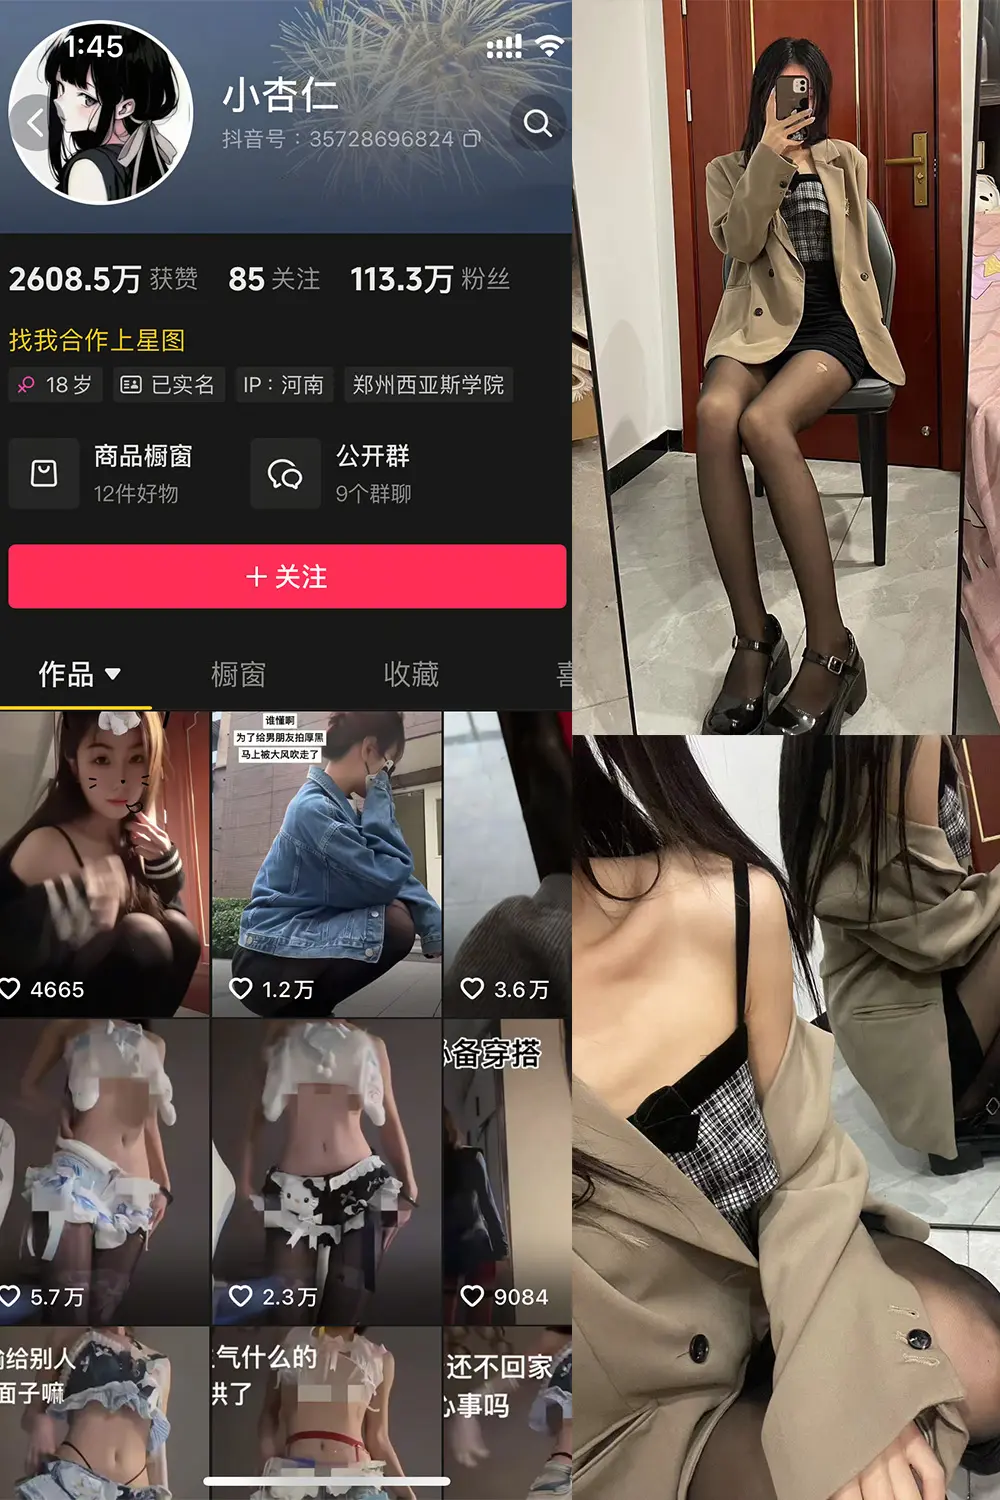 1:45
小杏仁
抖音号：35728696824
2608.5万 获赞 85 关注 113.3万 粉丝
找我合作上星图
18岁 已实名 IP：河南 郑州西亚斯学院
商品橱窗
12件好物
公开群
9个群聊
+ 关注
作品 橱窗 收藏
谁懂啊
为了给男朋友拍厚黑
马上被大风吹走了
4665
1.2万
3.6万
备穿搭
5.7万
2.3万
9084
给别人
面子嘛
气什么的
哄了
还不回家
心事吗